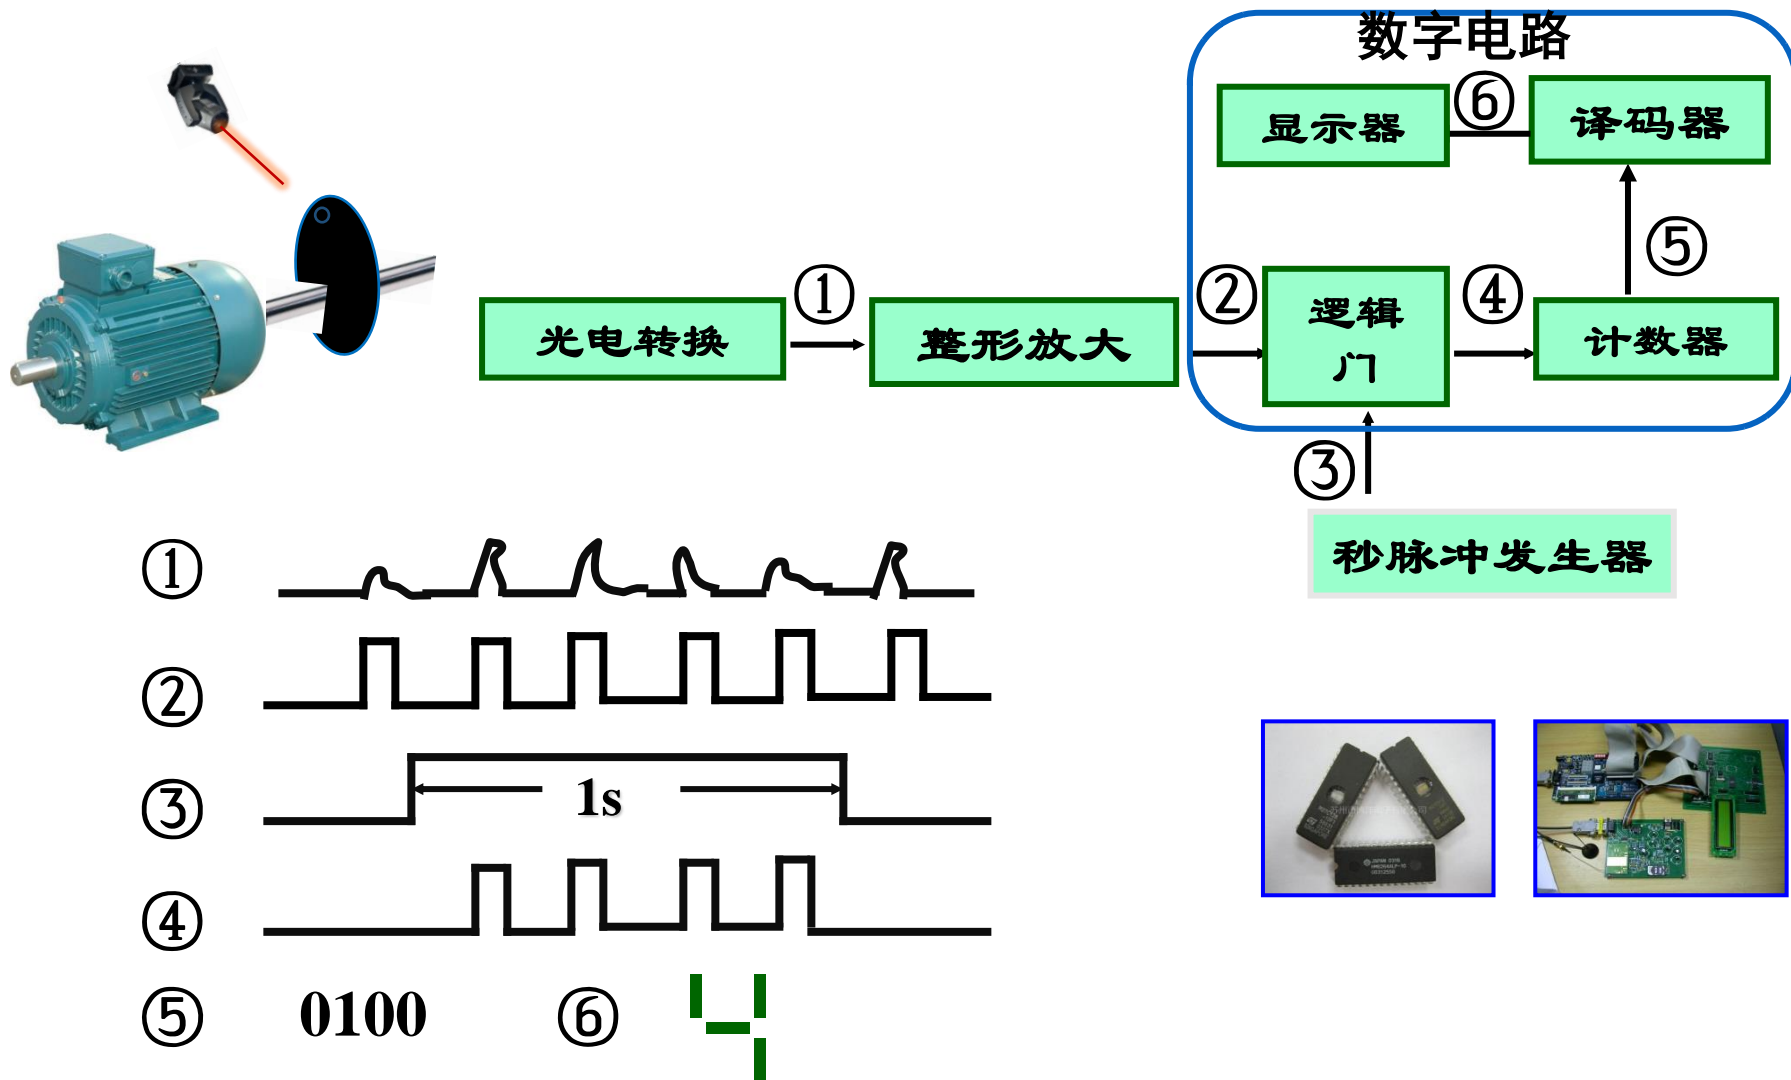 数字电路
显示器
⑥
译码器
⑤
光电转换
①
整形放大
②
逻辑
门
④
计数器
③
秒脉冲发生器
①
②
③
1s
④
⑤
0100
⑥
4